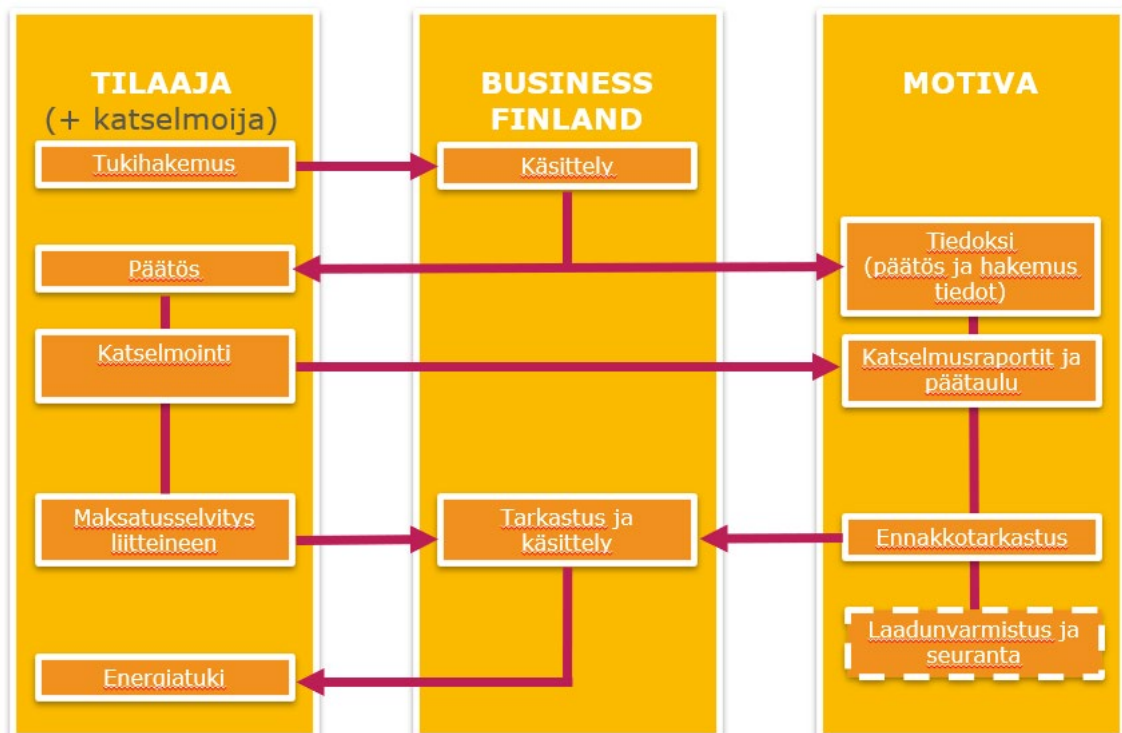 TILAAJA
(+ katselmoija)
Tukihakemus
Päätös
Katselmointi
Maksatusselvitys
liitteineen
Energiatuki
BUSINESS
FINLAND
Käsittely
Tarkastus ja
käsittely
MOTIVA
Tiedoksi
(päätös ja hakemus
tiedot)
Katselmusraportit ja
päätaulu
Ennakkotarkastus
Laadunvarmistus ja
seuranta